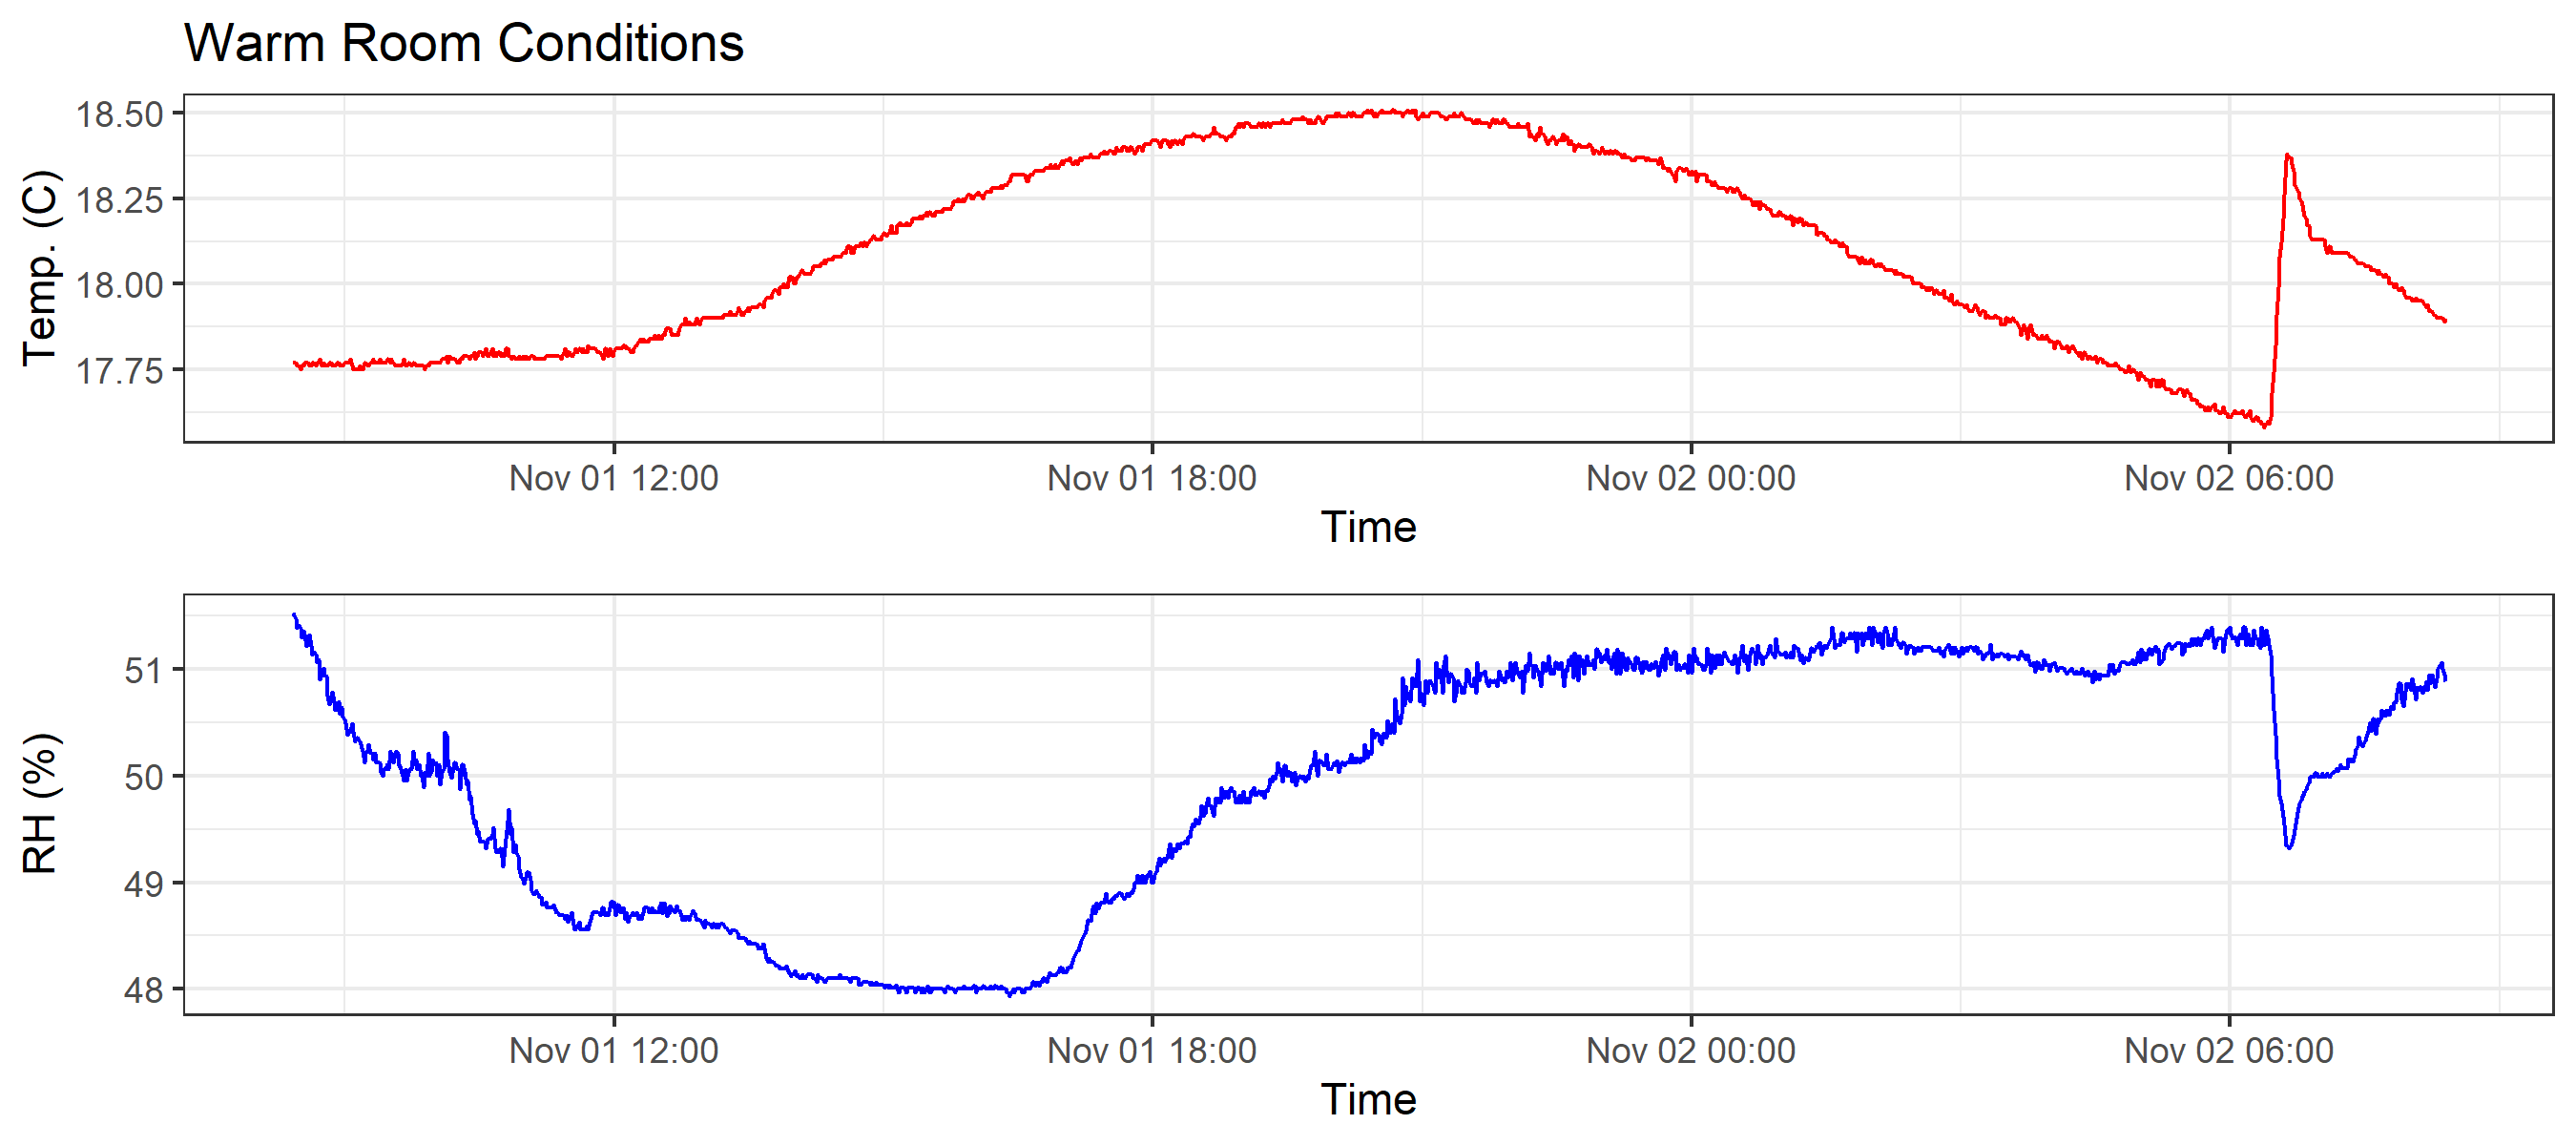 Warm Room Conditions
18.50
18.25
18.00
17.75
Temp. (C)
Nov 01 12:00 Nov 01 18:00 Nov 02 00:00 Nov 02 06:00
Time
51
50
49
48
RH (%)
Nov 01 12:00 Nov 01 18:00 Nov 02 00:00 Nov 02 06:00
Time